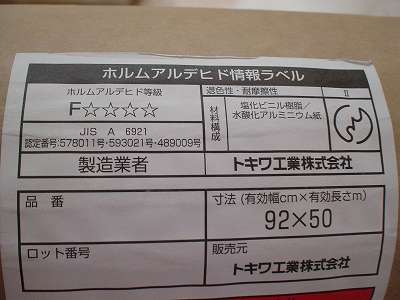 ホルムアルデヒド情報ラベル
ホルムアルデヒド等級
退色性・耐摩擦性
II
F☆☆☆☆
材料構成
塩化ビニル樹脂/
水酸化アルミニウム紙
JIS A 6921
認定番号:578011号・593021号・489009号
製造業者
トキワ工業株式会社
品番
寸法(有効幅cm×有効長さm)
92×50
ロット番号
販売元
トキワ工業株式会社